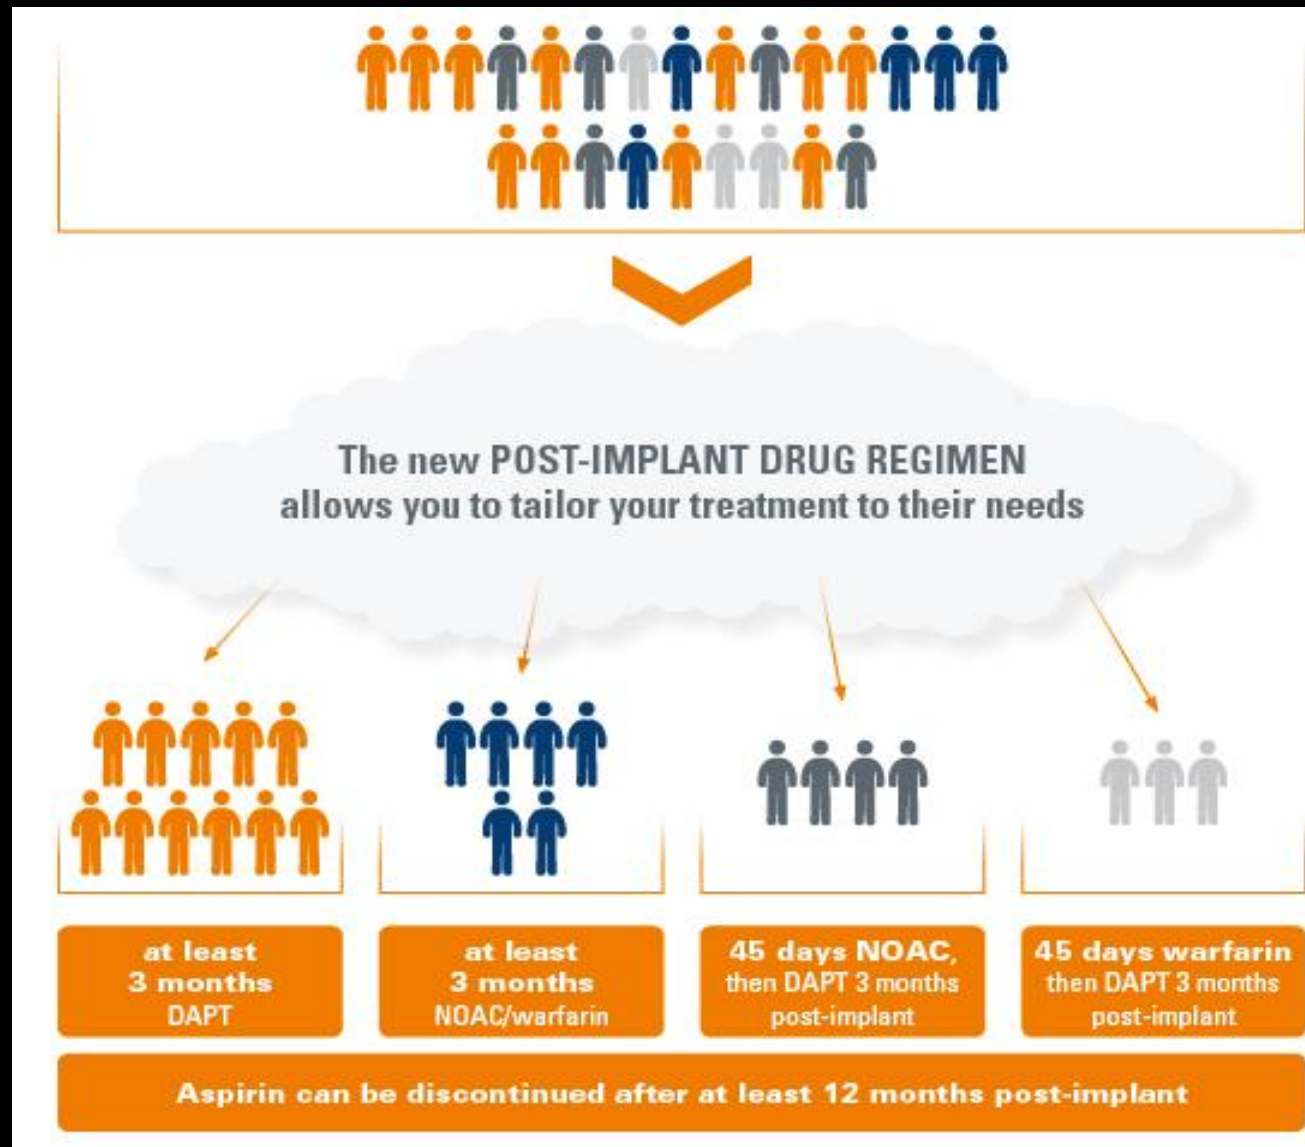 The new POST-IMPLANT DRUG REGIMEN
allows you to tailor your treatment to their needs
at least
3 months
DAPT
at least
3 months
NOAC/warfarin
45 days NOAC,
then DAPT 3 months
post-implant
45 days warfarin
then DAPT 3 months
post-implant
Aspirin can be discontinued after at least 12 months post-implant